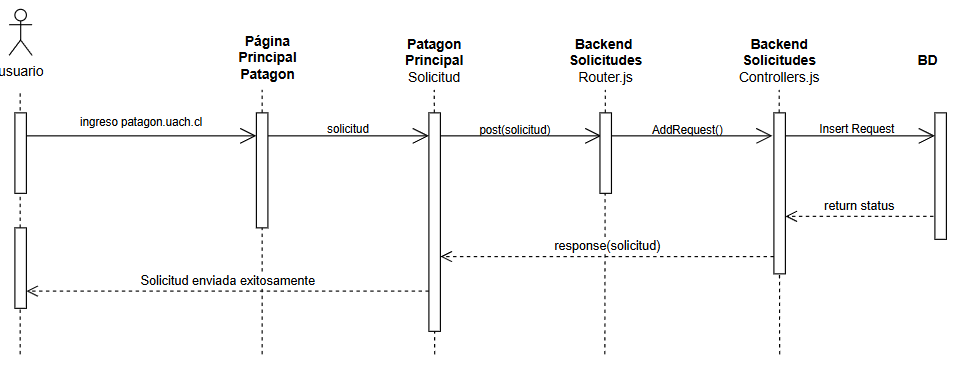 usuario
Página
Principal
Patagon
Patagon
Principal
Solicitud
Backend
Solicitudes
Router.js
Backend
Solicitudes
Controllers.js
BD
ingreso patagon.uach.cl
solicitud
post(solicitud)
AddRequest()
Insert Request
return status
response(solicitud)
Solicitud enviada exitosamente